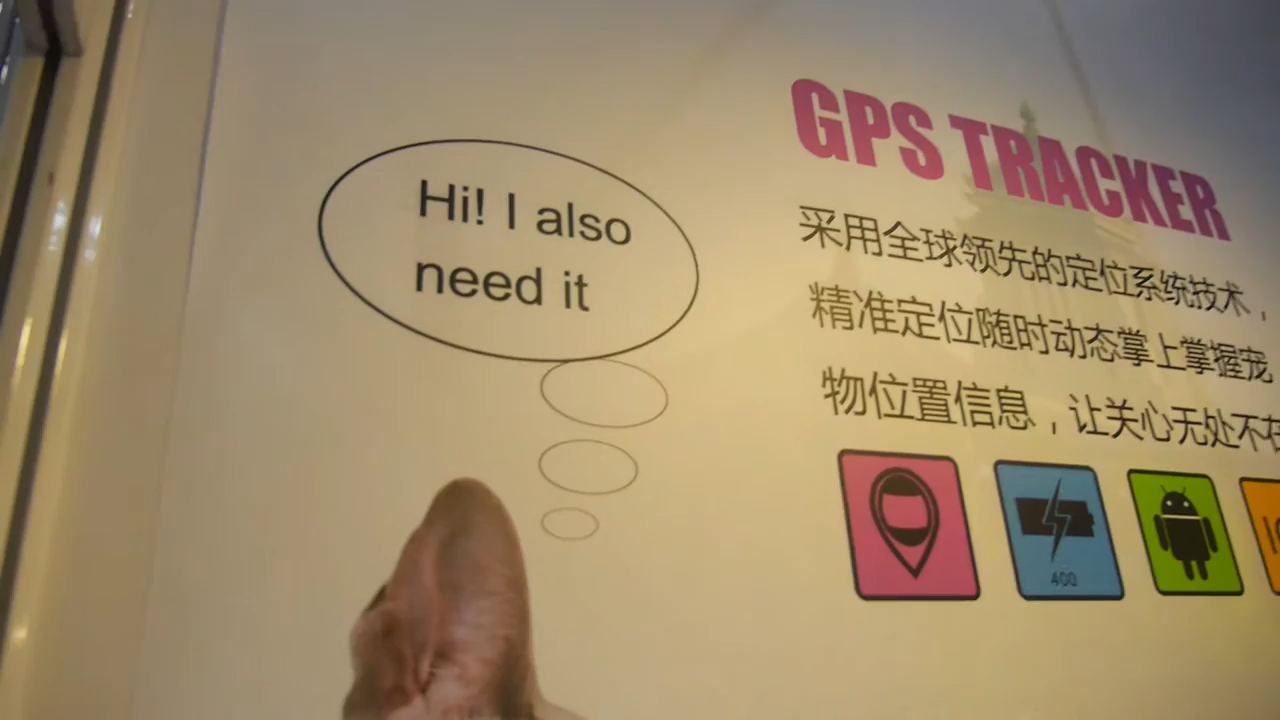 Hi! I also
need it
GPS TRACKER
采用全球领先的定位系统技术，
精准定位随时动态掌上掌握宠
物位置信息，让关心无处不在
400